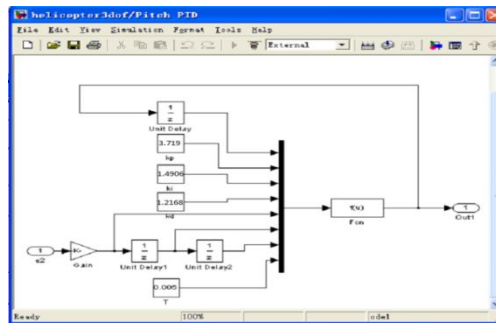 helicopter3dof/Pitch PID
File Edit View Simulation Format Tools Help
External
1
z
Unit Delay
3.719
kp
1.4906
ki
1.2168
kd
1
e2
K-
Gain
1
z
Unit Delay1
1
z
Unit Delay2
0.005
T
f(u)
Fcn
1
Out1
Ready 100% ode1